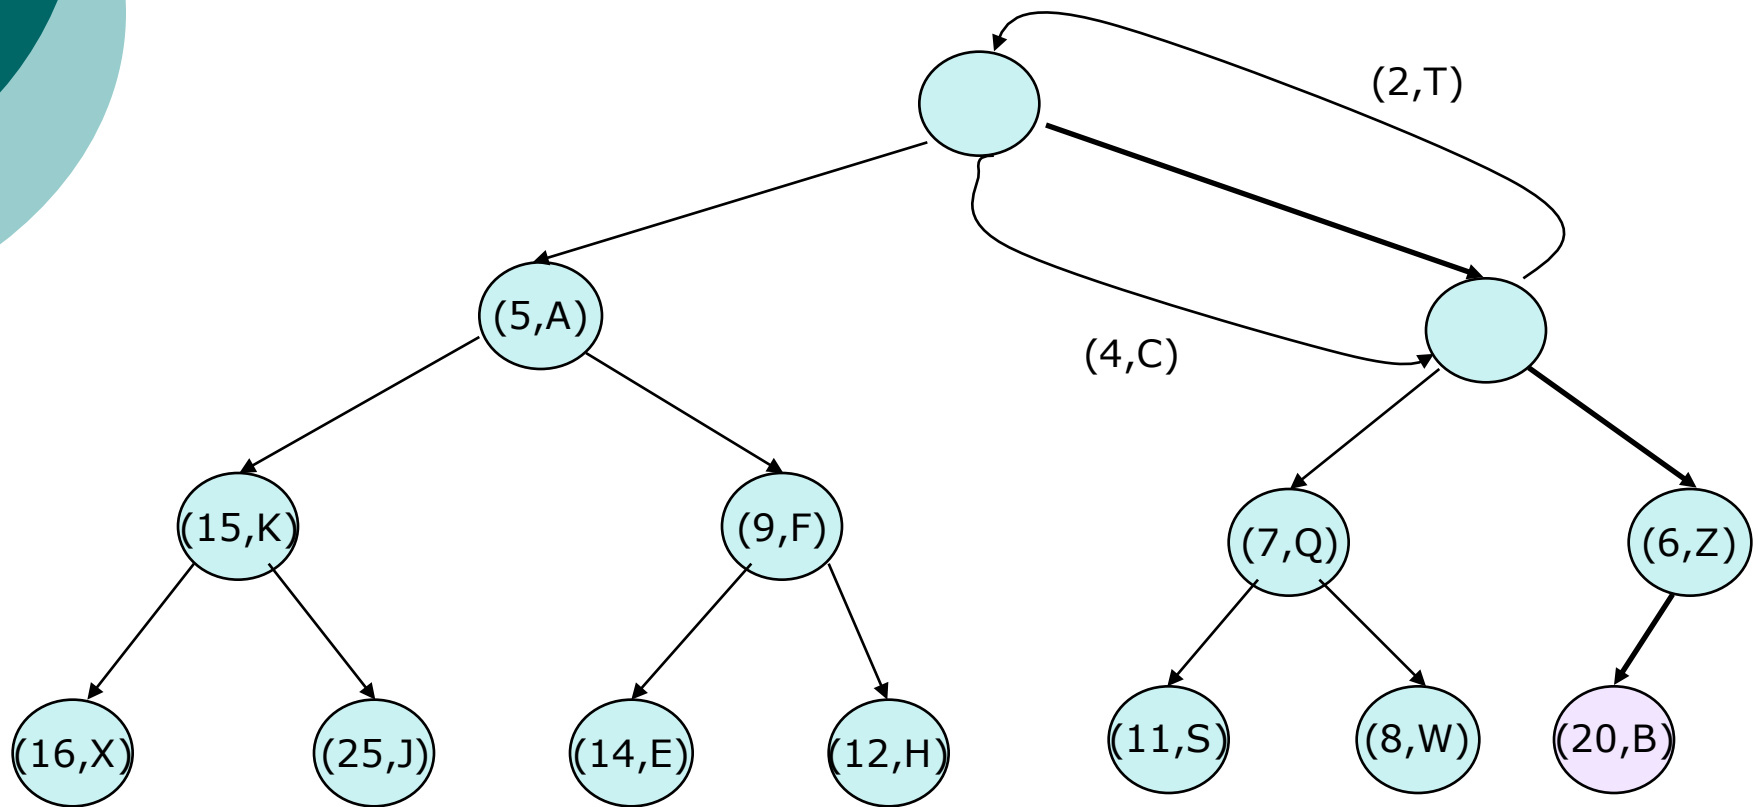 (2,T)
(4,C)
(5,A)
(15,K)
(9,F)
(7,Q)
(6,Z)
(16,X)
(25,J)
(14,E)
(12,H)
(11,S)
(8,W)
(20,B)